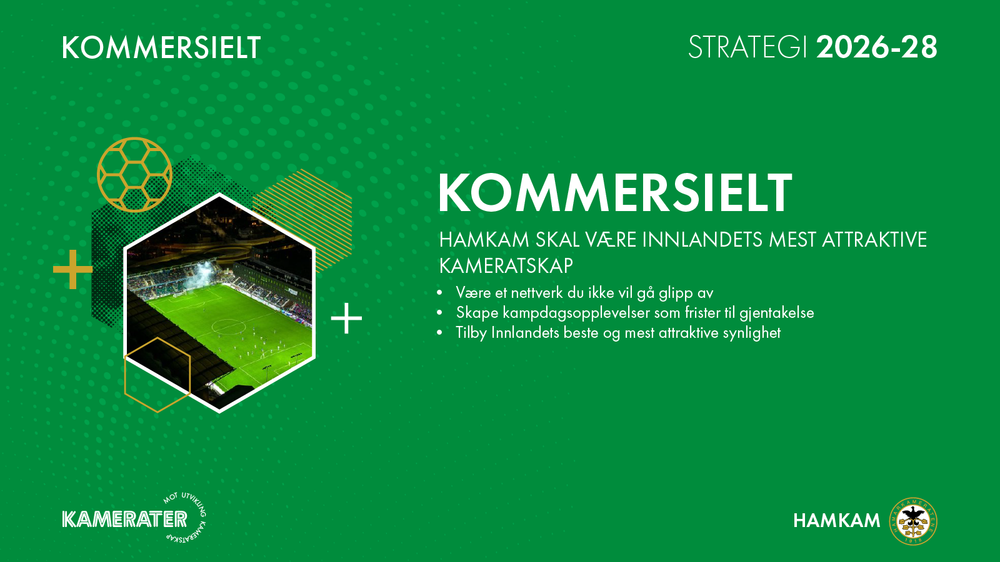 KOMMERSIELT
STRATEGI 2026-28
KOMMERSIELT
HAMKAM SKAL VÆRE INNLANDETS MEST ATTRAKTIVE
KAMERATSKAP
• Være et nettverk du ikke vil gå glipp av
• Skape kampdagsopplevelser som frister til gjentakelse
• Tilby Innlandets beste og mest attraktive synlighet
KAMERATER
MOT UTVIKLING KAMERATSKAP
HAMKAM
HAMARKAMERATENE
1918